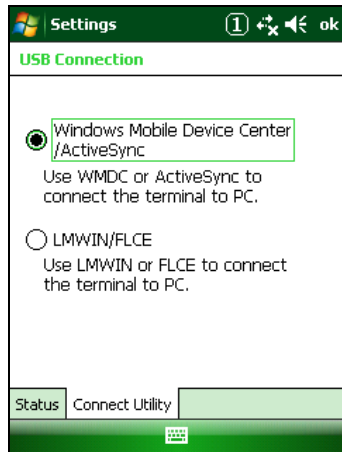 Settings 1 ok
USB Connection
Windows Mobile Device Center
/ActiveSync
Use WMDC or ActiveSync to
connect the terminal to PC.
LMWIN/FLCE
Use LMWIN or FLCE to connect
the terminal to PC.
Status Connect Utility